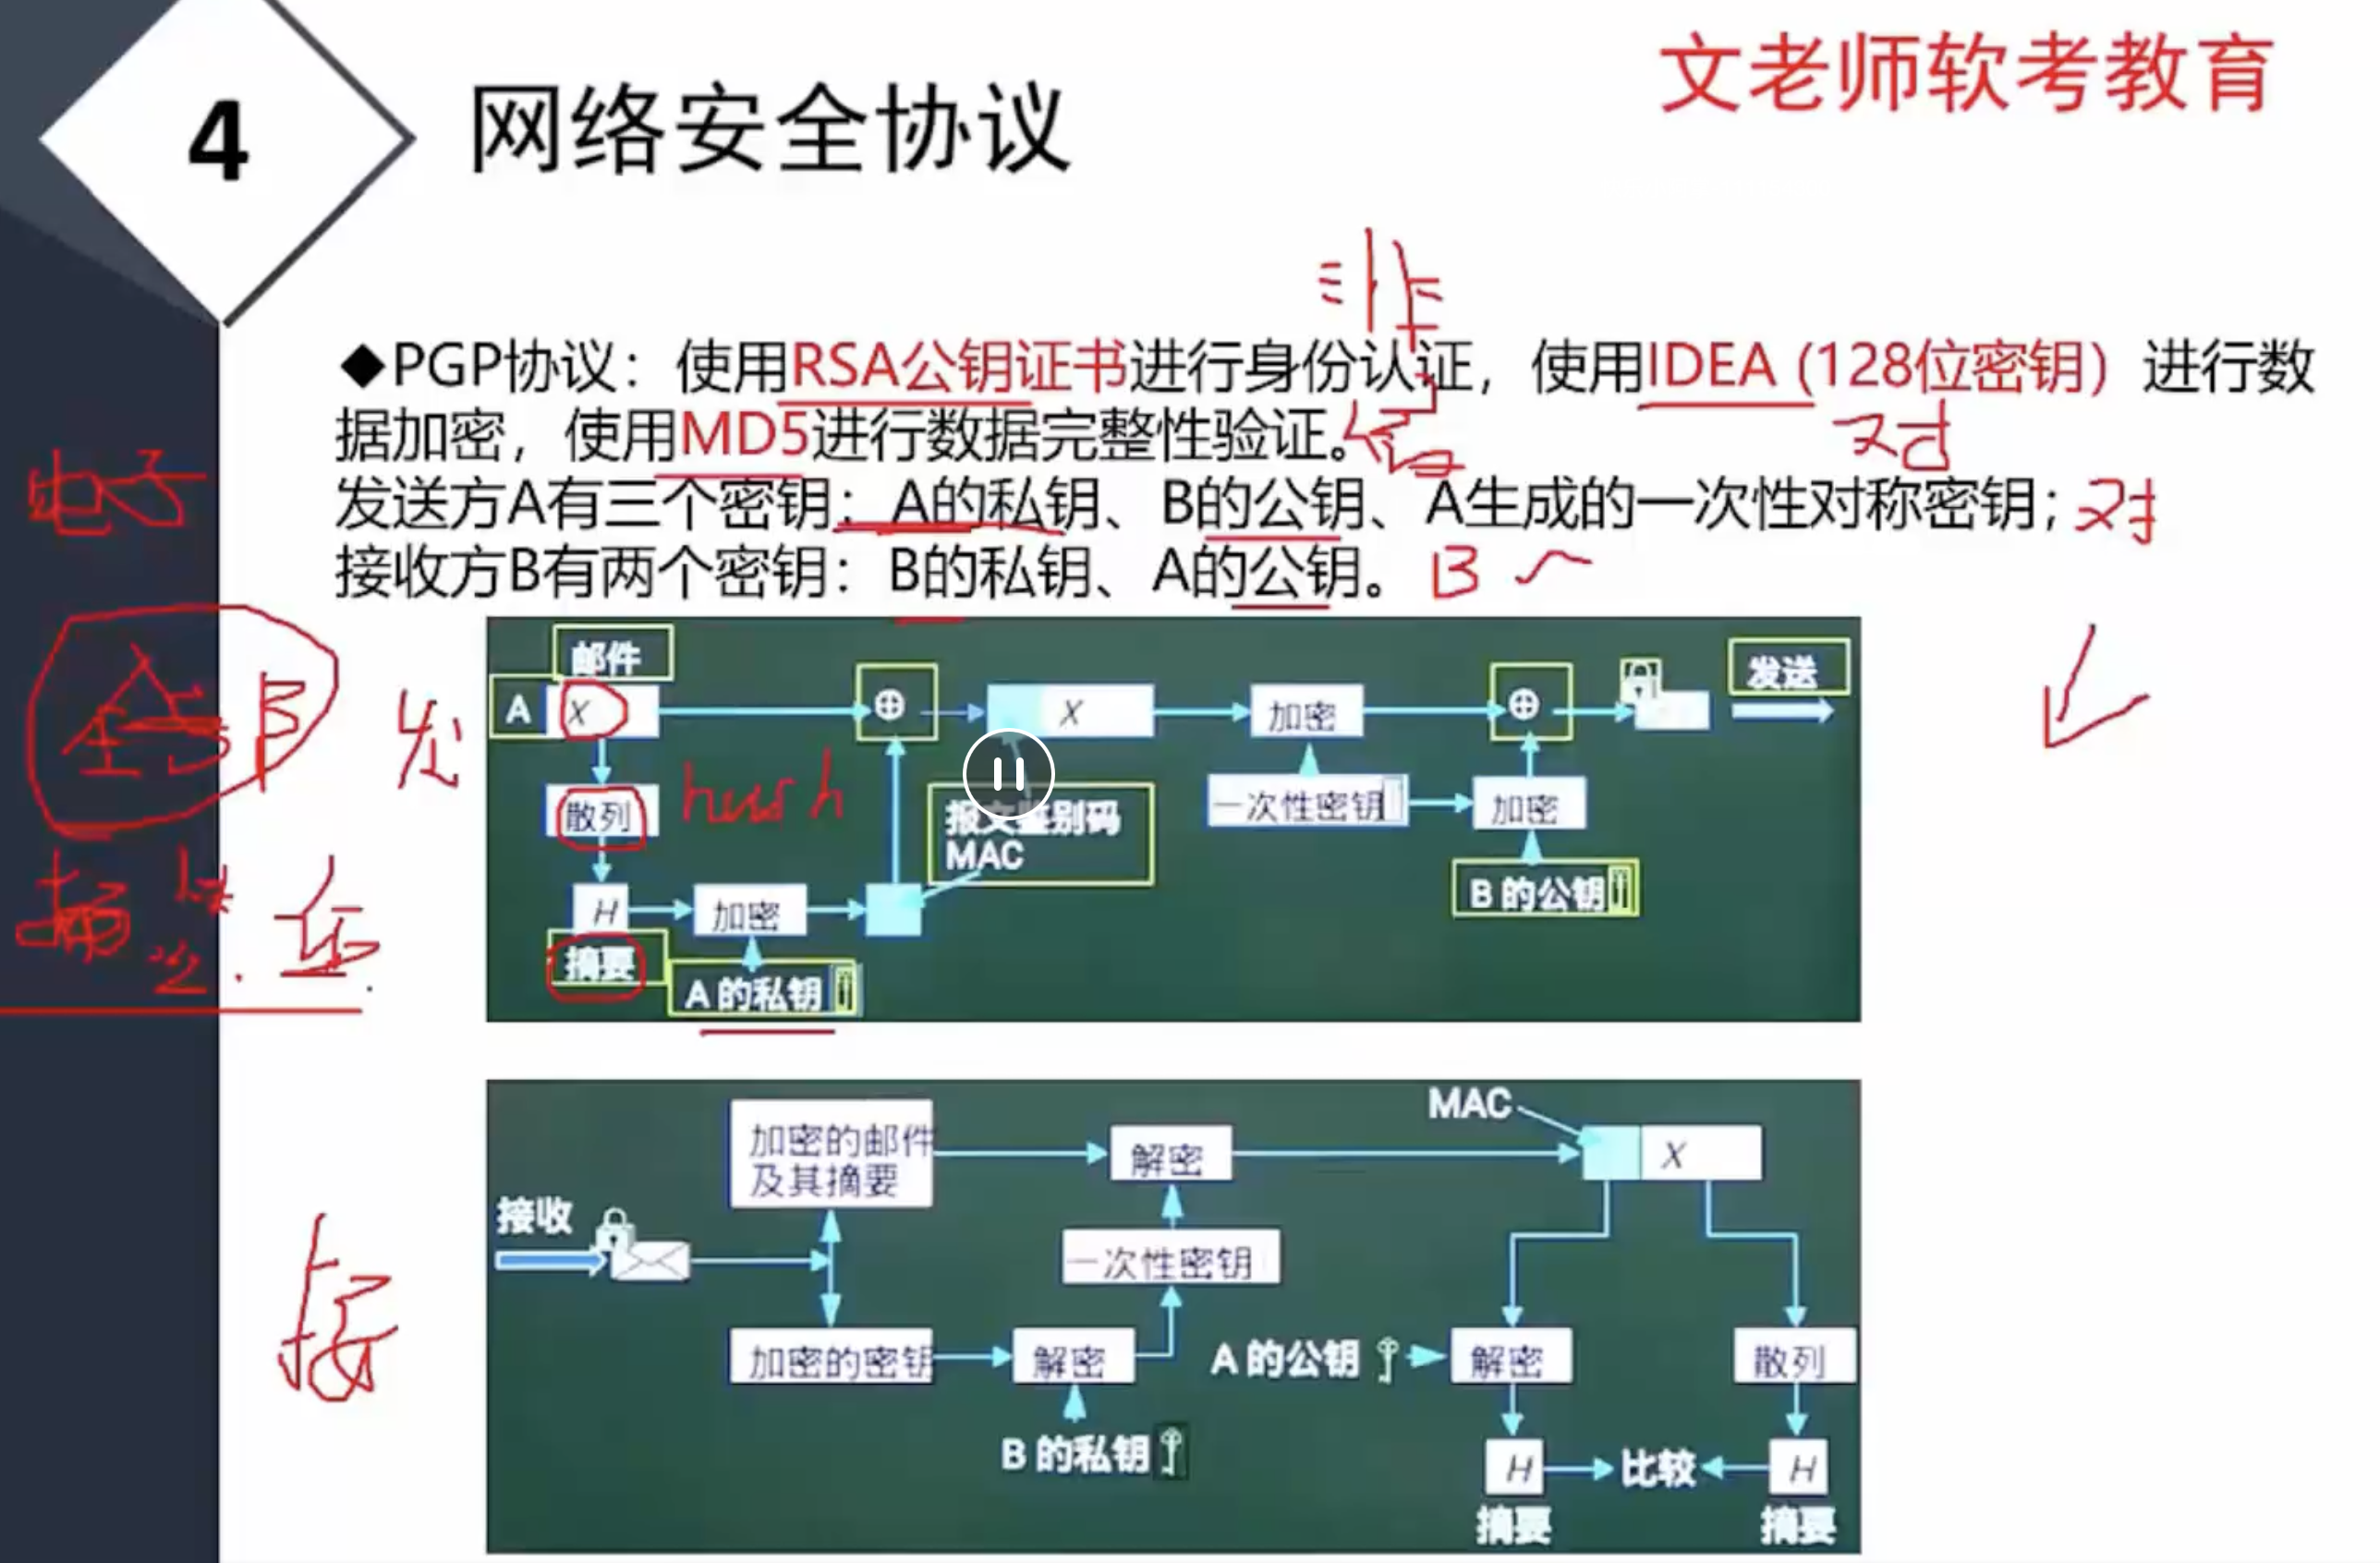 文老师软考教育
4
网络安全协议
非
◆PGP协议：使用RSA公钥证书进行身份认证，使用IDEA (128位密钥）进行数
据加密，使用MD5进行数据完整性验证。
对
发送方A有三个密钥：A的私钥、B的公钥、A生成的一次性对称密钥；
对
接收方B有两个密钥：B的私钥、A的公钥。
B
电子
发
邮件
A
X
⊕
X
加密
⊕
发送
散列
hush
报文鉴别码
MAC
一次性密钥
加密
H
加密
B 的公钥
摘要
A 的私钥
接
MAC
加密的邮件
及其摘要
解密
X
接收
一次性密钥
加密的密钥
解密
A 的公钥
解密
散列
B 的私钥
H
比较
H
摘要
摘要